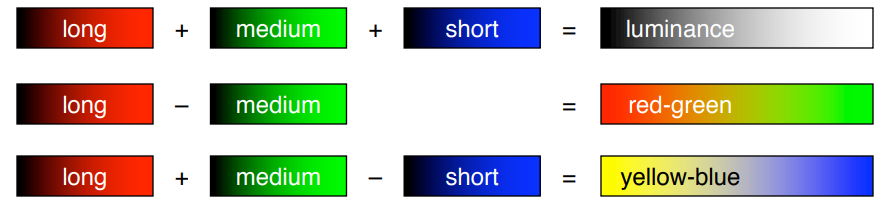 long + medium + short = luminance
long – medium = red-green
long + medium – short = yellow-blue